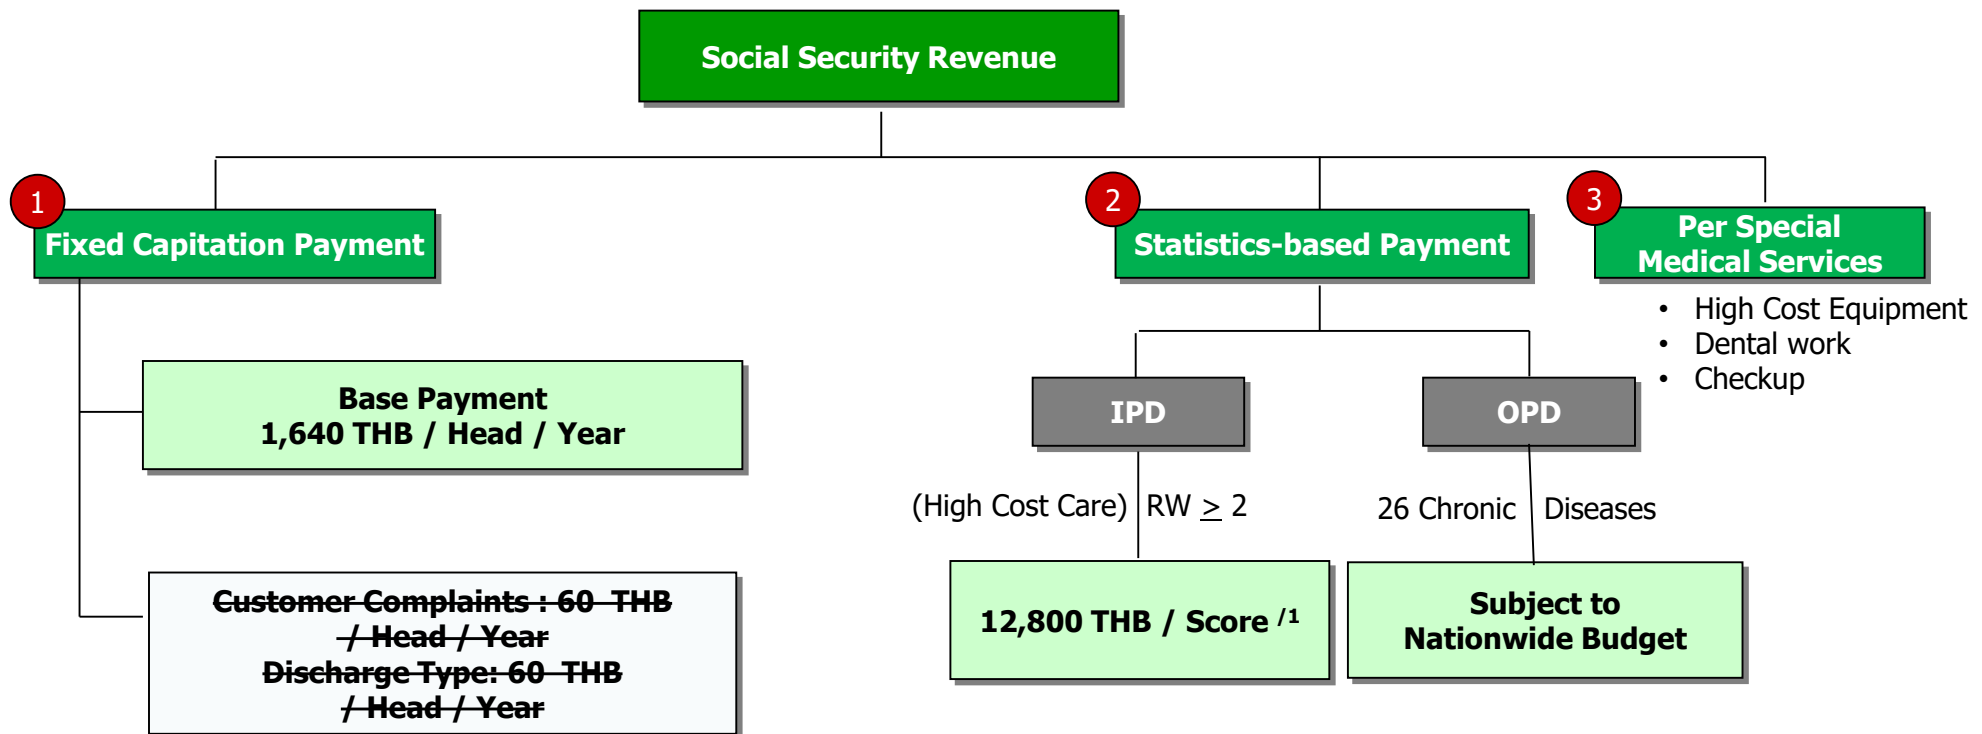 Social Security Revenue
1
Fixed Capitation Payment
2
Statistics-based Payment
3
Per Special
Medical Services
• High Cost Equipment
• Dental work
• Checkup
Base Payment
1,640 THB / Head / Year
IPD
OPD
(High Cost Care) RW ≥ 2
26 Chronic Diseases
Customer Complaints : 60 THB
/ Head / Year
Discharge Type: 60 THB
/ Head / Year
12,800 THB / Score /1
Subject to
Nationwide Budget